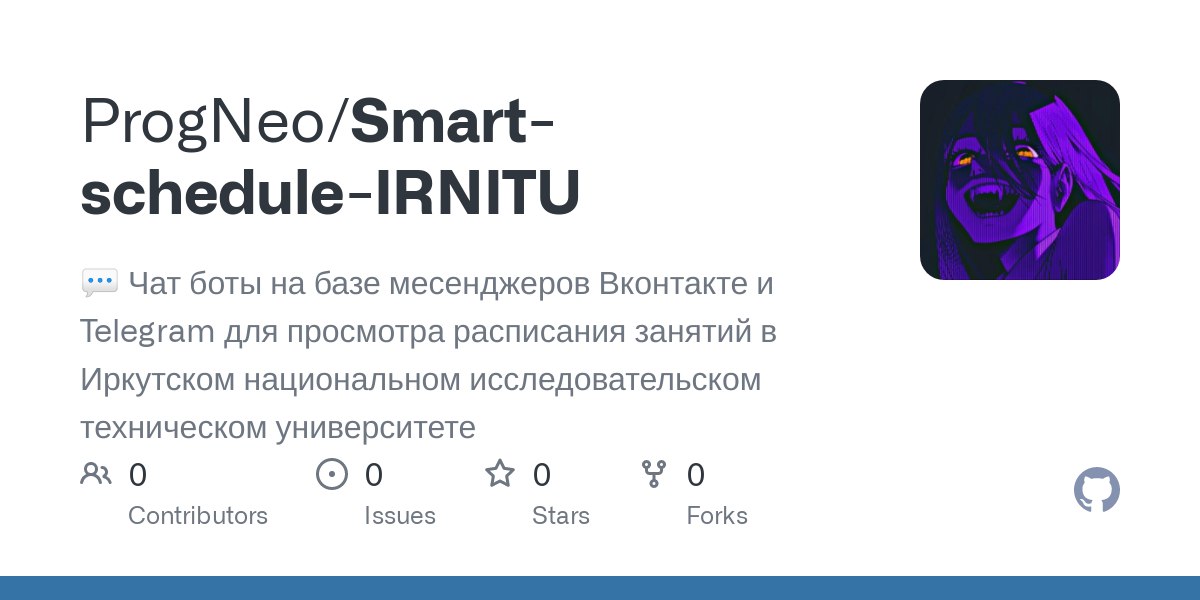 ProgNeo/Smart-
schedule-IRNITU
💬 Чат боты на базе месенджеров Вконтакте и
Telegram для просмотра расписания занятий в
Иркутском национальном исследовательском
техническом университете
0 0 0 0
Contributors Issues Stars Forks